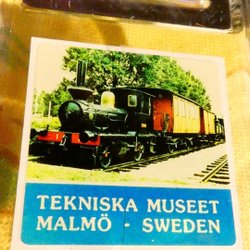 TEKNISKA MUSEET
MALMÖ - SWEDEN